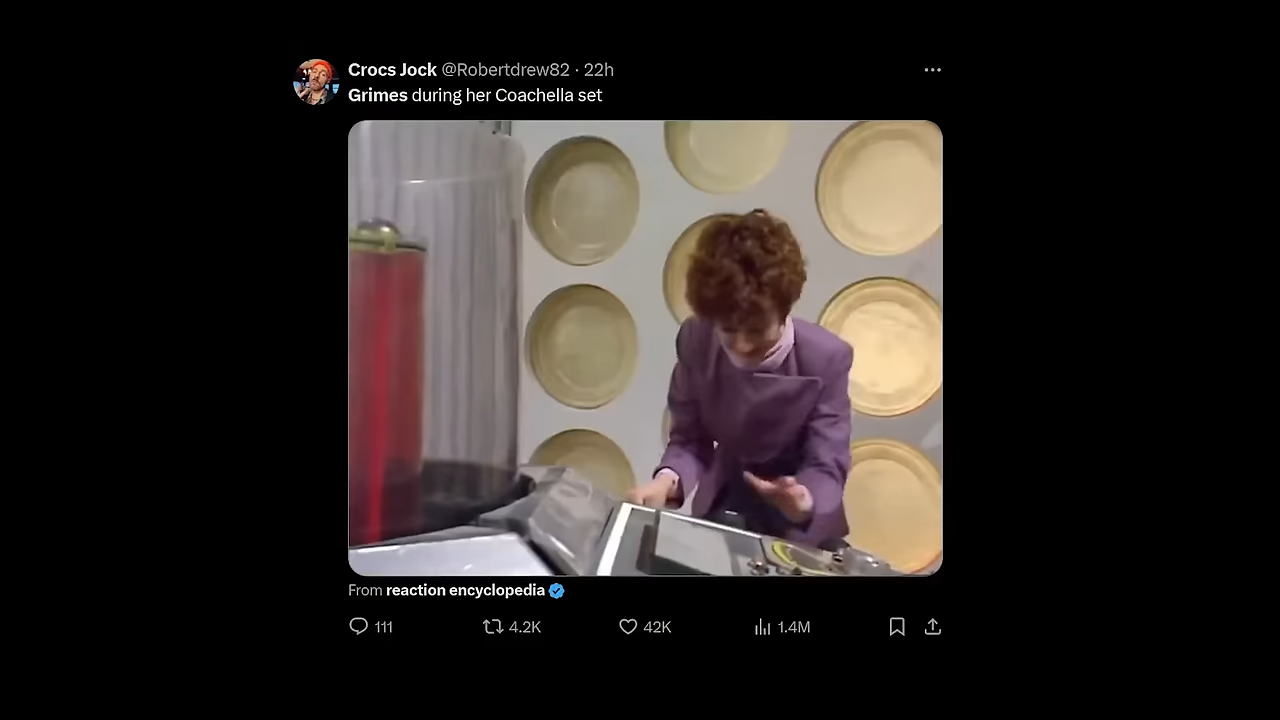 Crocs Jock @Robertdrew82 · 22h
Grimes during her Coachella set
From reaction encyclopedia
111 4.2K 42K 1.4M